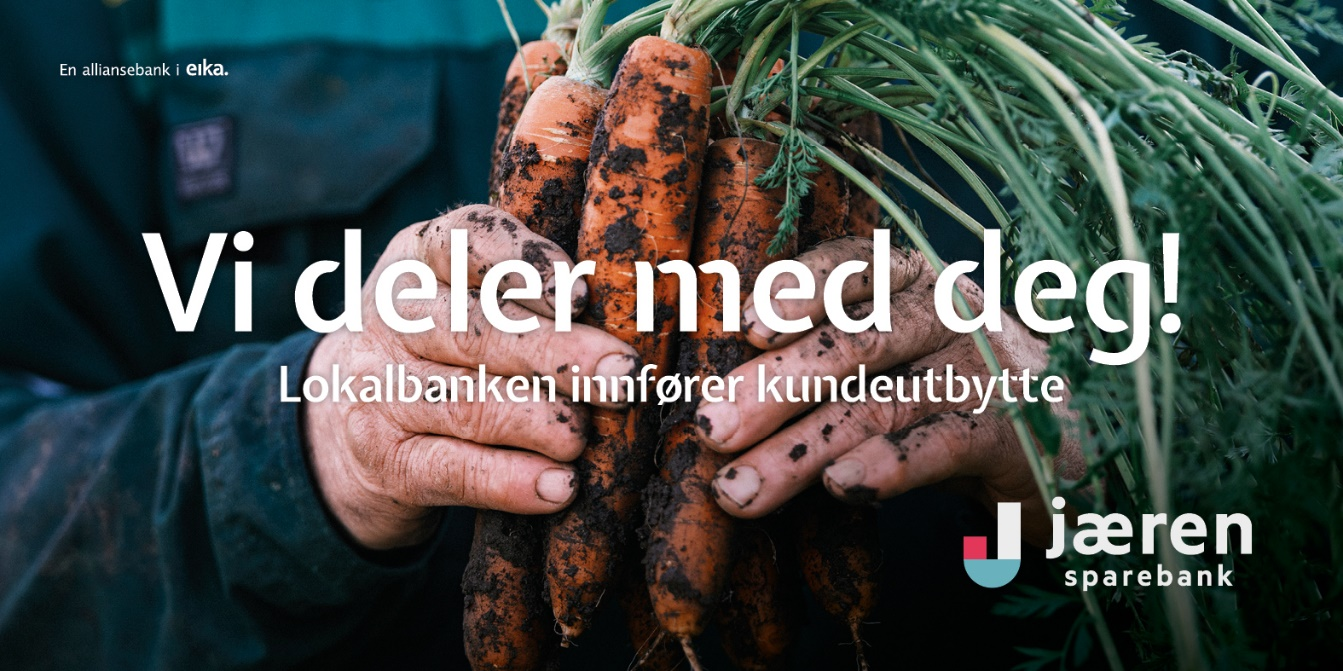 En alliansebank i eika.
Vi deler med deg!
Lokalbanken innfører kundeutbytte
jæren
sparebank